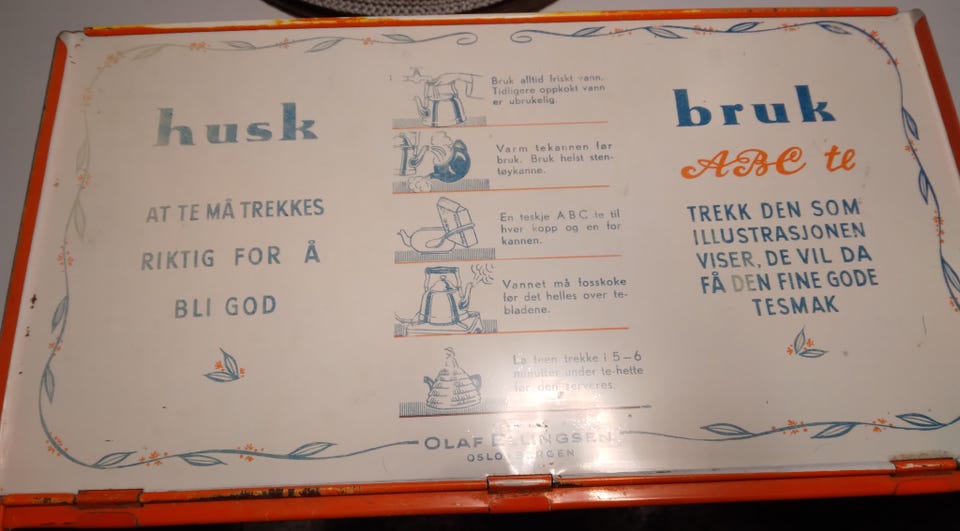 husk
AT TE MÅ TREKKES
RIKTIG FOR Å
BLI GOD
Bruk alltid friskt vann.
Tidligere oppkokt vann
er ubrukelig.
Varm tekannen før
bruk. Bruk helst sten-
tøykanne.
En teskje ABC te til
hver kopp og en for
kannen.
Vannet må fosskoke
før det helles over te-
bladene.
La teen trekke i 5–6
minutter under te-hette
før den serveres.
bruk
ABC te
TREKK DEN SOM
ILLUSTRASJONEN
VISER, DE VIL DA
FÅ DEN FINE GODE
TESMAK
OLAF ELLINGSEN
OSLO BERGEN